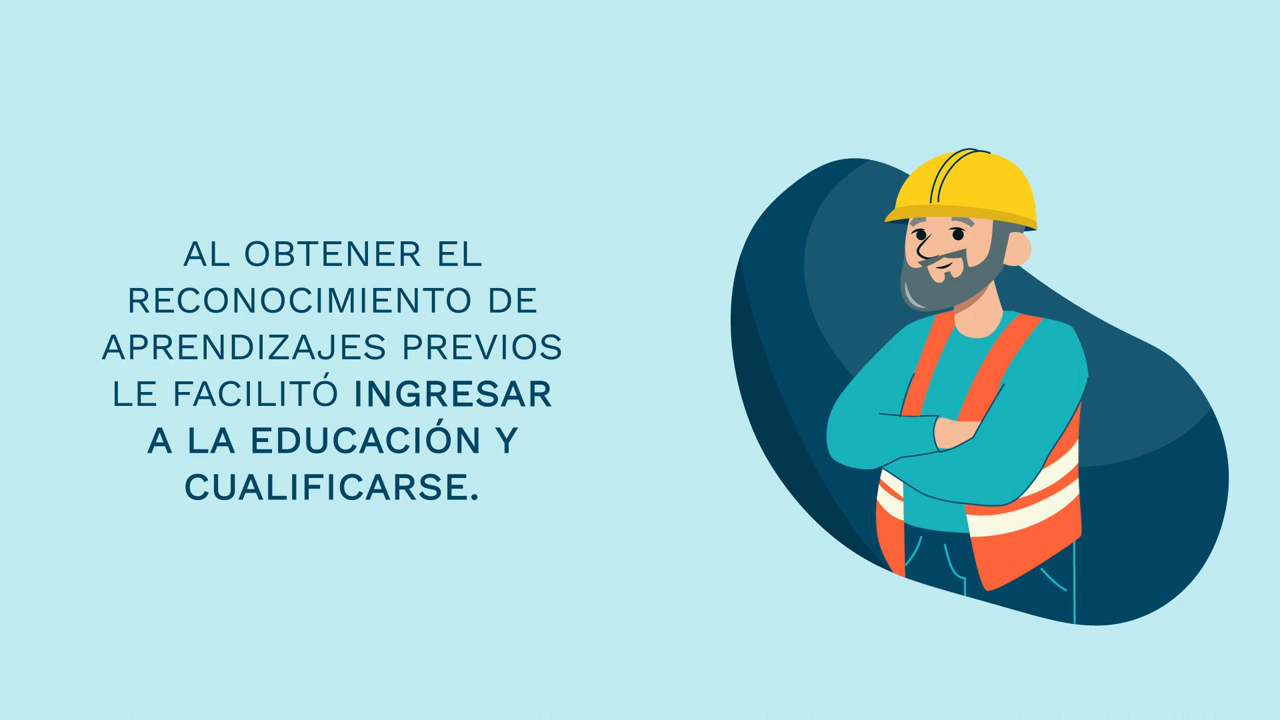 AL OBTENER EL
RECONOCIMIENTO DE
APRENDIZAJES PREVIOS
LE FACILITÓ INGRESAR
A LA EDUCACIÓN Y
CUALIFICARSE.